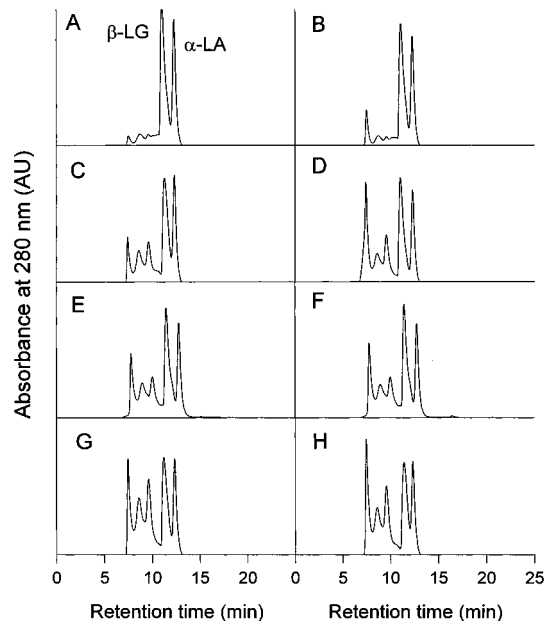 A
β-LG
α-LA
B
C
D
E
F
G
H
Absorbance at 280 nm (AU)
0 5 10 15 20 0 5 10 15 20 25
Retention time (min) Retention time (min)